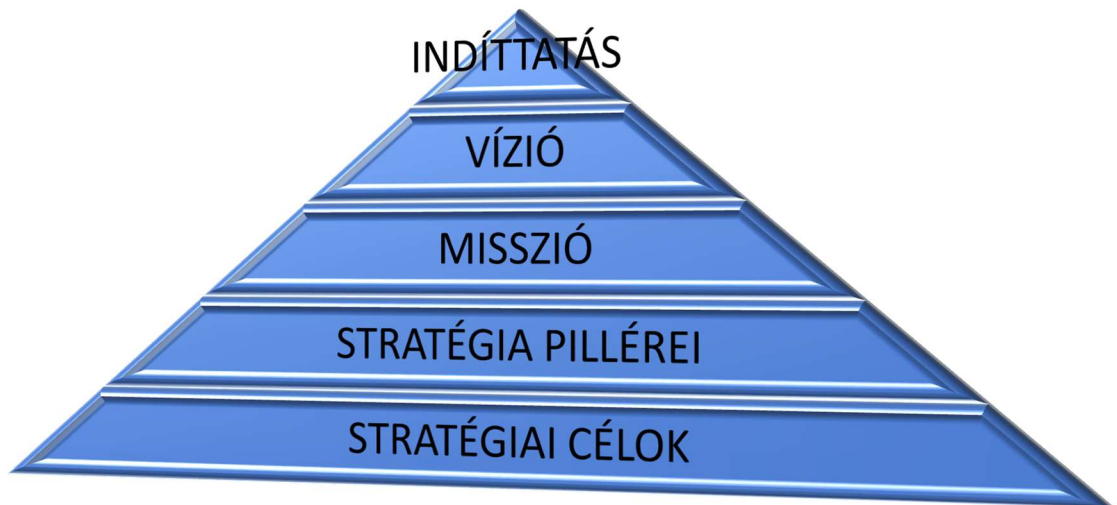 INDÍTTATÁS
VÍZIÓ
MISSZIÓ
STRATÉGIA PILLÉREI
STRATÉGIAI CÉLOK